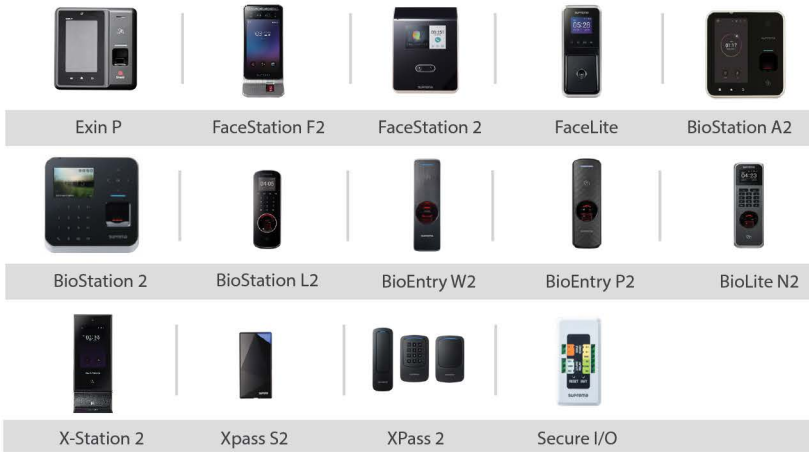 Exin P
FaceStation F2
FaceStation 2
FaceLite
BioStation A2
BioStation 2
BioStation L2
BioEntry W2
BioEntry P2
BioLite N2
X-Station 2
Xpass S2
XPass 2
Secure I/O